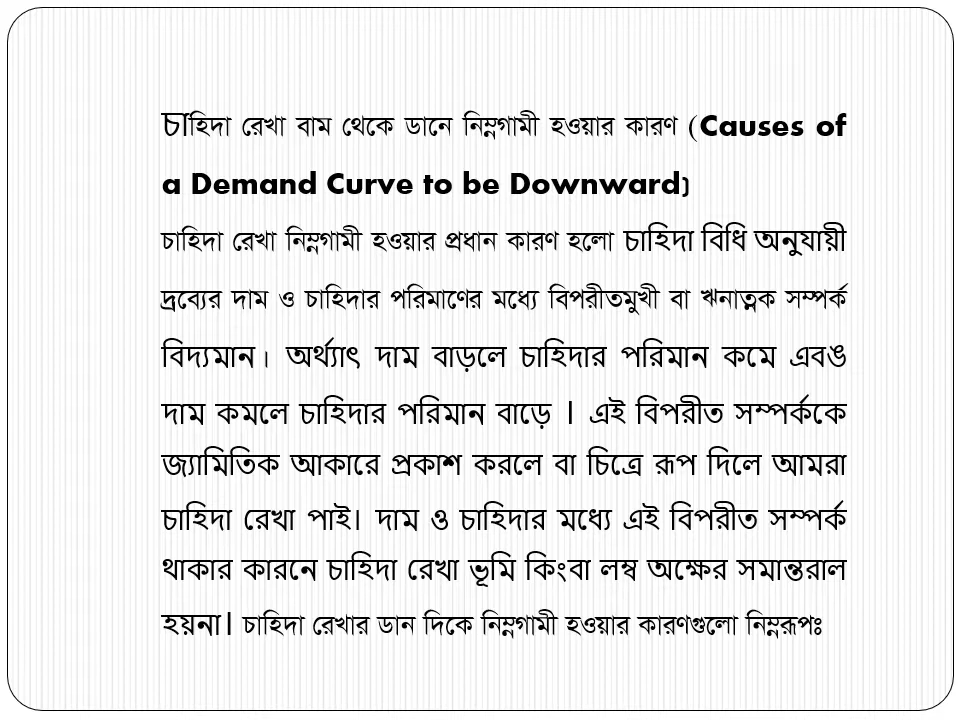 চাহিদা রেখা বাম থেকে ডানে নিম্নগামী হওয়ার কারণ (Causes of
a Demand Curve to be Downward)
চাহিদা রেখা নিম্নগামী হওয়ার প্রধান কারণ হলো চাহিদা বিধি অনুযায়ী
দ্রব্যের দাম ও চাহিদার পরিমাণের মধ্যে বিপরীতমুখী বা ঋনাত্নক সম্পর্ক
বিদ্যমান। অর্থ্যাৎ দাম বাড়লে চাহিদার পরিমান কমে এবঙ
দাম কমলে চাহিদার পরিমান বাড়ে । এই বিপরীত সম্পর্ককে
জ্যামিতিক আকারে প্রকাশ করলে বা চিত্রে রূপ দিলে আমরা
চাহিদা রেখা পাই। দাম ও চাহিদার মধ্যে এই বিপরীত সম্পর্ক
থাকার কারনে চাহিদা রেখা ভূমি কিংবা লম্ব অক্ষের সমান্তরাল
হয়না। চাহিদা রেখার ডান দিকে নিম্নগামী হওয়ার কারণগুলো নিম্নরূপঃ